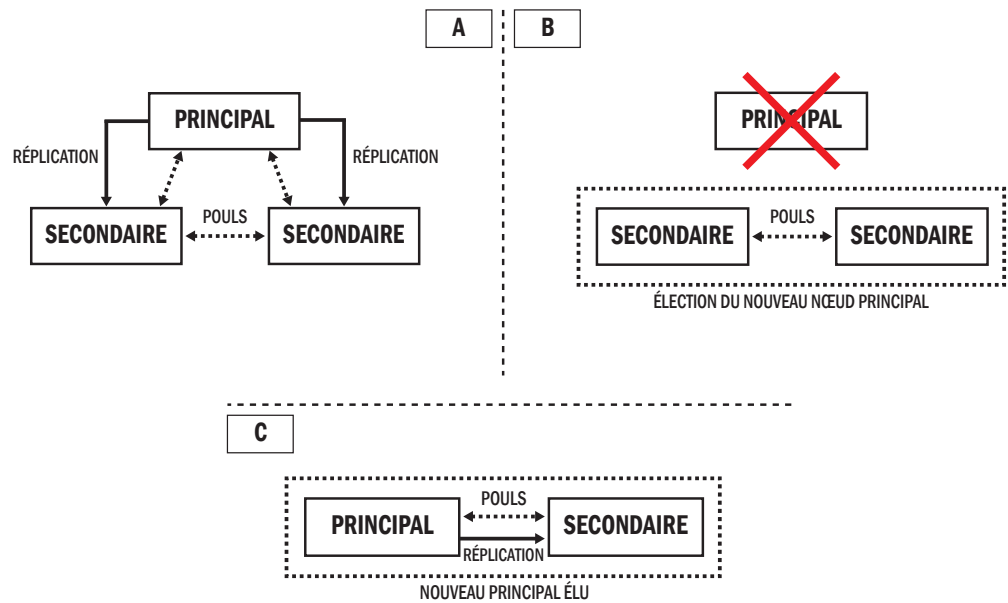 A
B
PRINCIPAL
RÉPLICATION
RÉPLICATION
SECONDAIRE
POULS
SECONDAIRE
PRINCIPAL
SECONDAIRE
POULS
SECONDAIRE
ÉLECTION DU NOUVEAU NŒUD PRINCIPAL
C
PRINCIPAL
POULS
RÉPLICATION
SECONDAIRE
NOUVEAU PRINCIPAL ÉLU